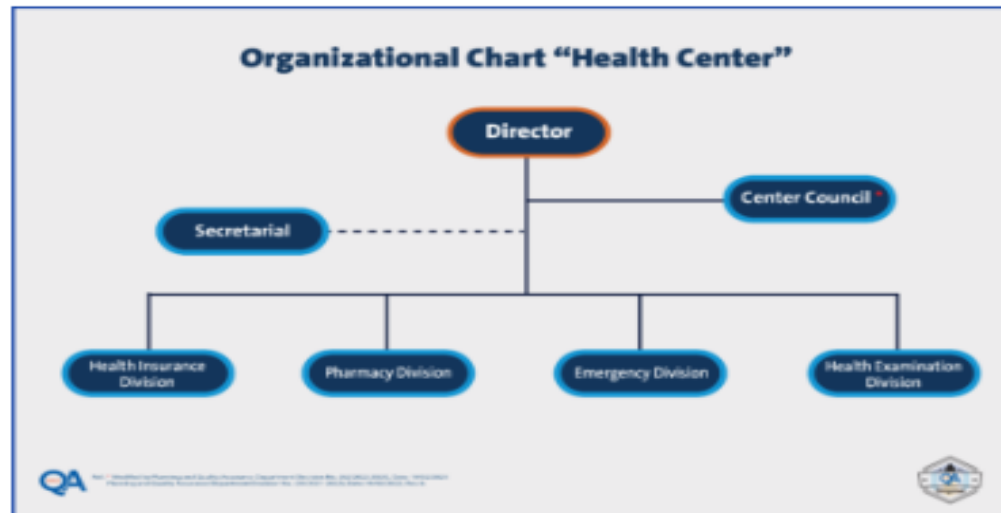 Organizational Chart “Health Center”
Director
Center Council *
Secretarial
Health Insurance
Division
Pharmacy Division
Emergency Division
Health Examination
Division
QA
QA